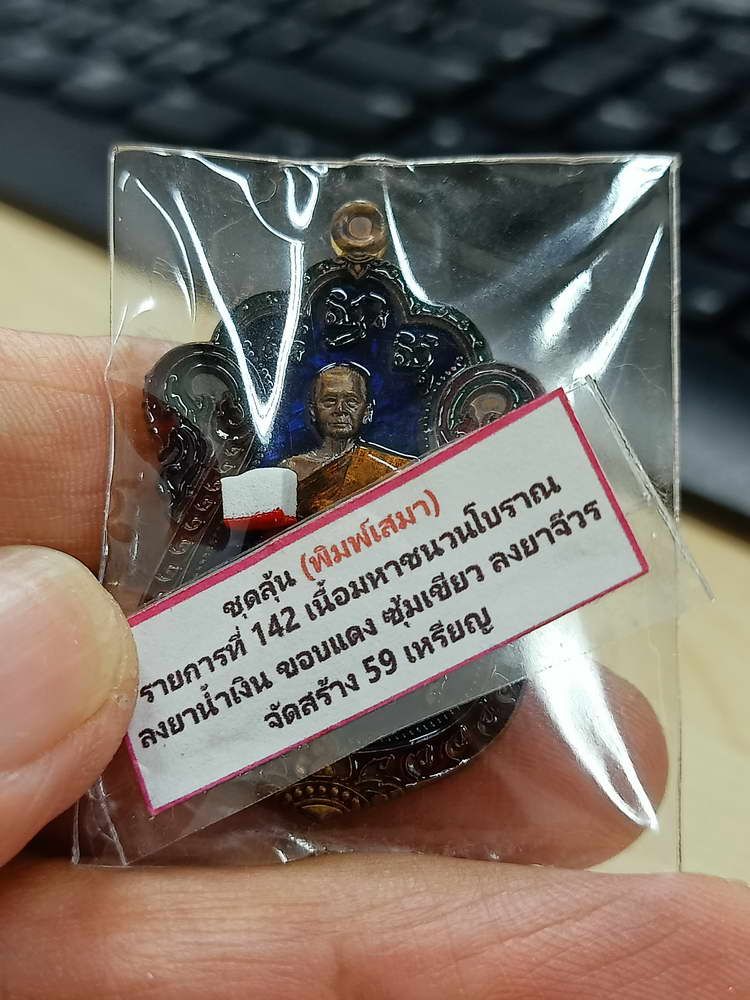 ชุดลุ้น (พิมพ์เสมา)
รายการที่ 142 เนื้อมหาชนวนโบราณ
ลงยาน้ำเงิน ขอบแดง ซุ้มเขียว ลงยาจีวร
จัดสร้าง 59 เหรียญ